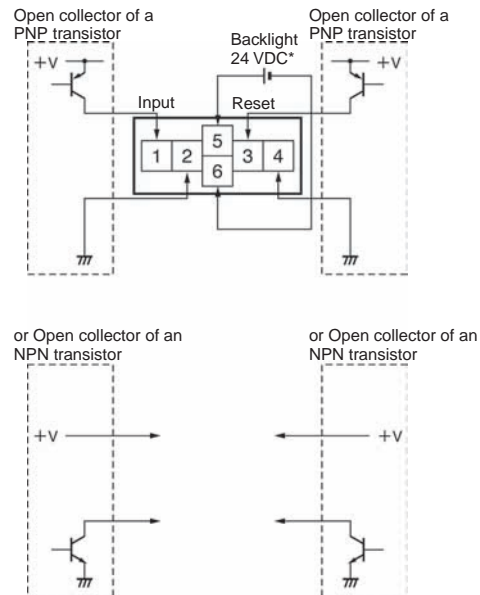 Open collector of a
PNP transistor
Open collector of a
PNP transistor
Backlight
24 VDC*
+V
+V
Input
Reset
5
1 2 3 4
6
or Open collector of an
NPN transistor
or Open collector of an
NPN transistor
+V
+V